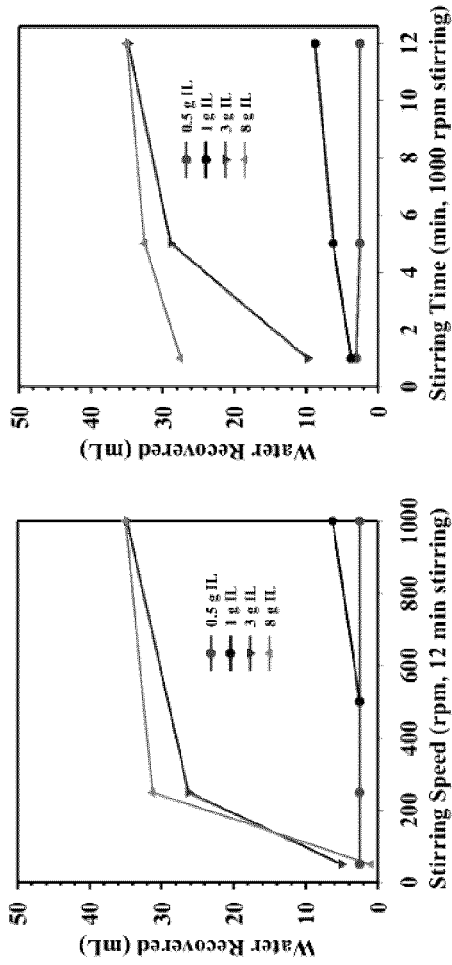 50
40
30
20
10
0
Water Recovered (mL)
0.5 g IL
1 g IL
3 g IL
8 g IL
0 200 400 600 800 1000
Stirring Speed (rpm, 12 min stirring)
50
40
30
20
10
0
Water Recovered (mL)
0.5 g IL
1 g IL
3 g IL
8 g IL
0 2 4 6 8 10 12
Stirring Time (min, 1000 rpm stirring)